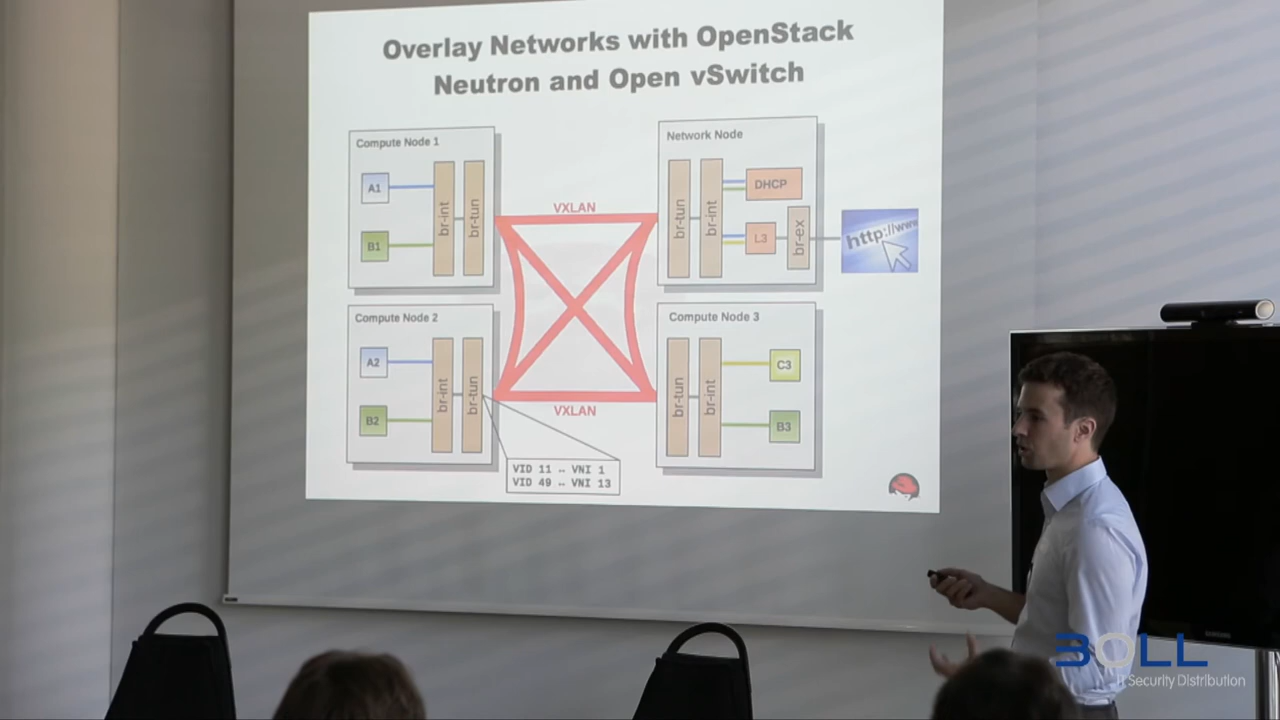 Overlay Networks with OpenStack
Neutron and Open vSwitch
Compute Node 1
A1
B1
br-int
br-tun
VXLAN
Network Node
br-tun
br-int
DHCP
L3
br-ex
http://www
Compute Node 2
A2
B2
br-int
br-tun
VXLAN
VID 11 ↔ VNI 1
VID 49 ↔ VNI 13
Compute Node 3
br-tun
br-int
C3
B3
SAMSUNG
BOLL
IT Security Distribution